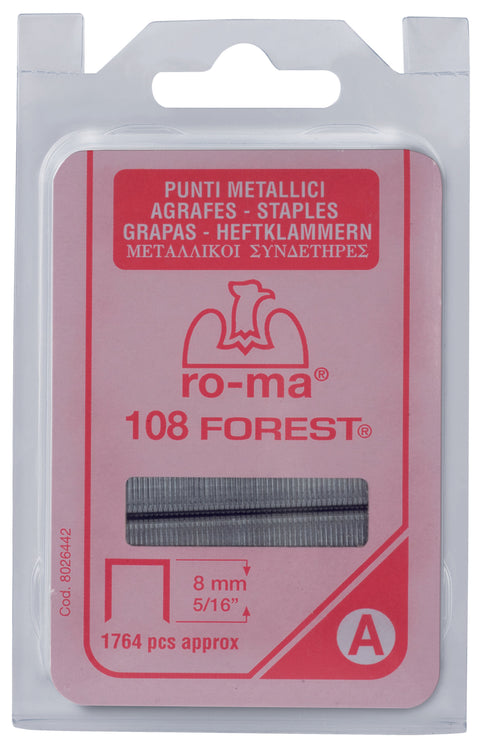 PUNTI METALLICI
AGRAFES - STAPLES
GRAPAS - HEFTKLAMMERN
ΜΕΤΑΛΛΙΚΟΙ ΣΥΝΔΕΤΗΡΕΣ
ro-ma®
108 FOREST®
8 mm
5/16”
1764 pcs approx
A
Cod. 8026442